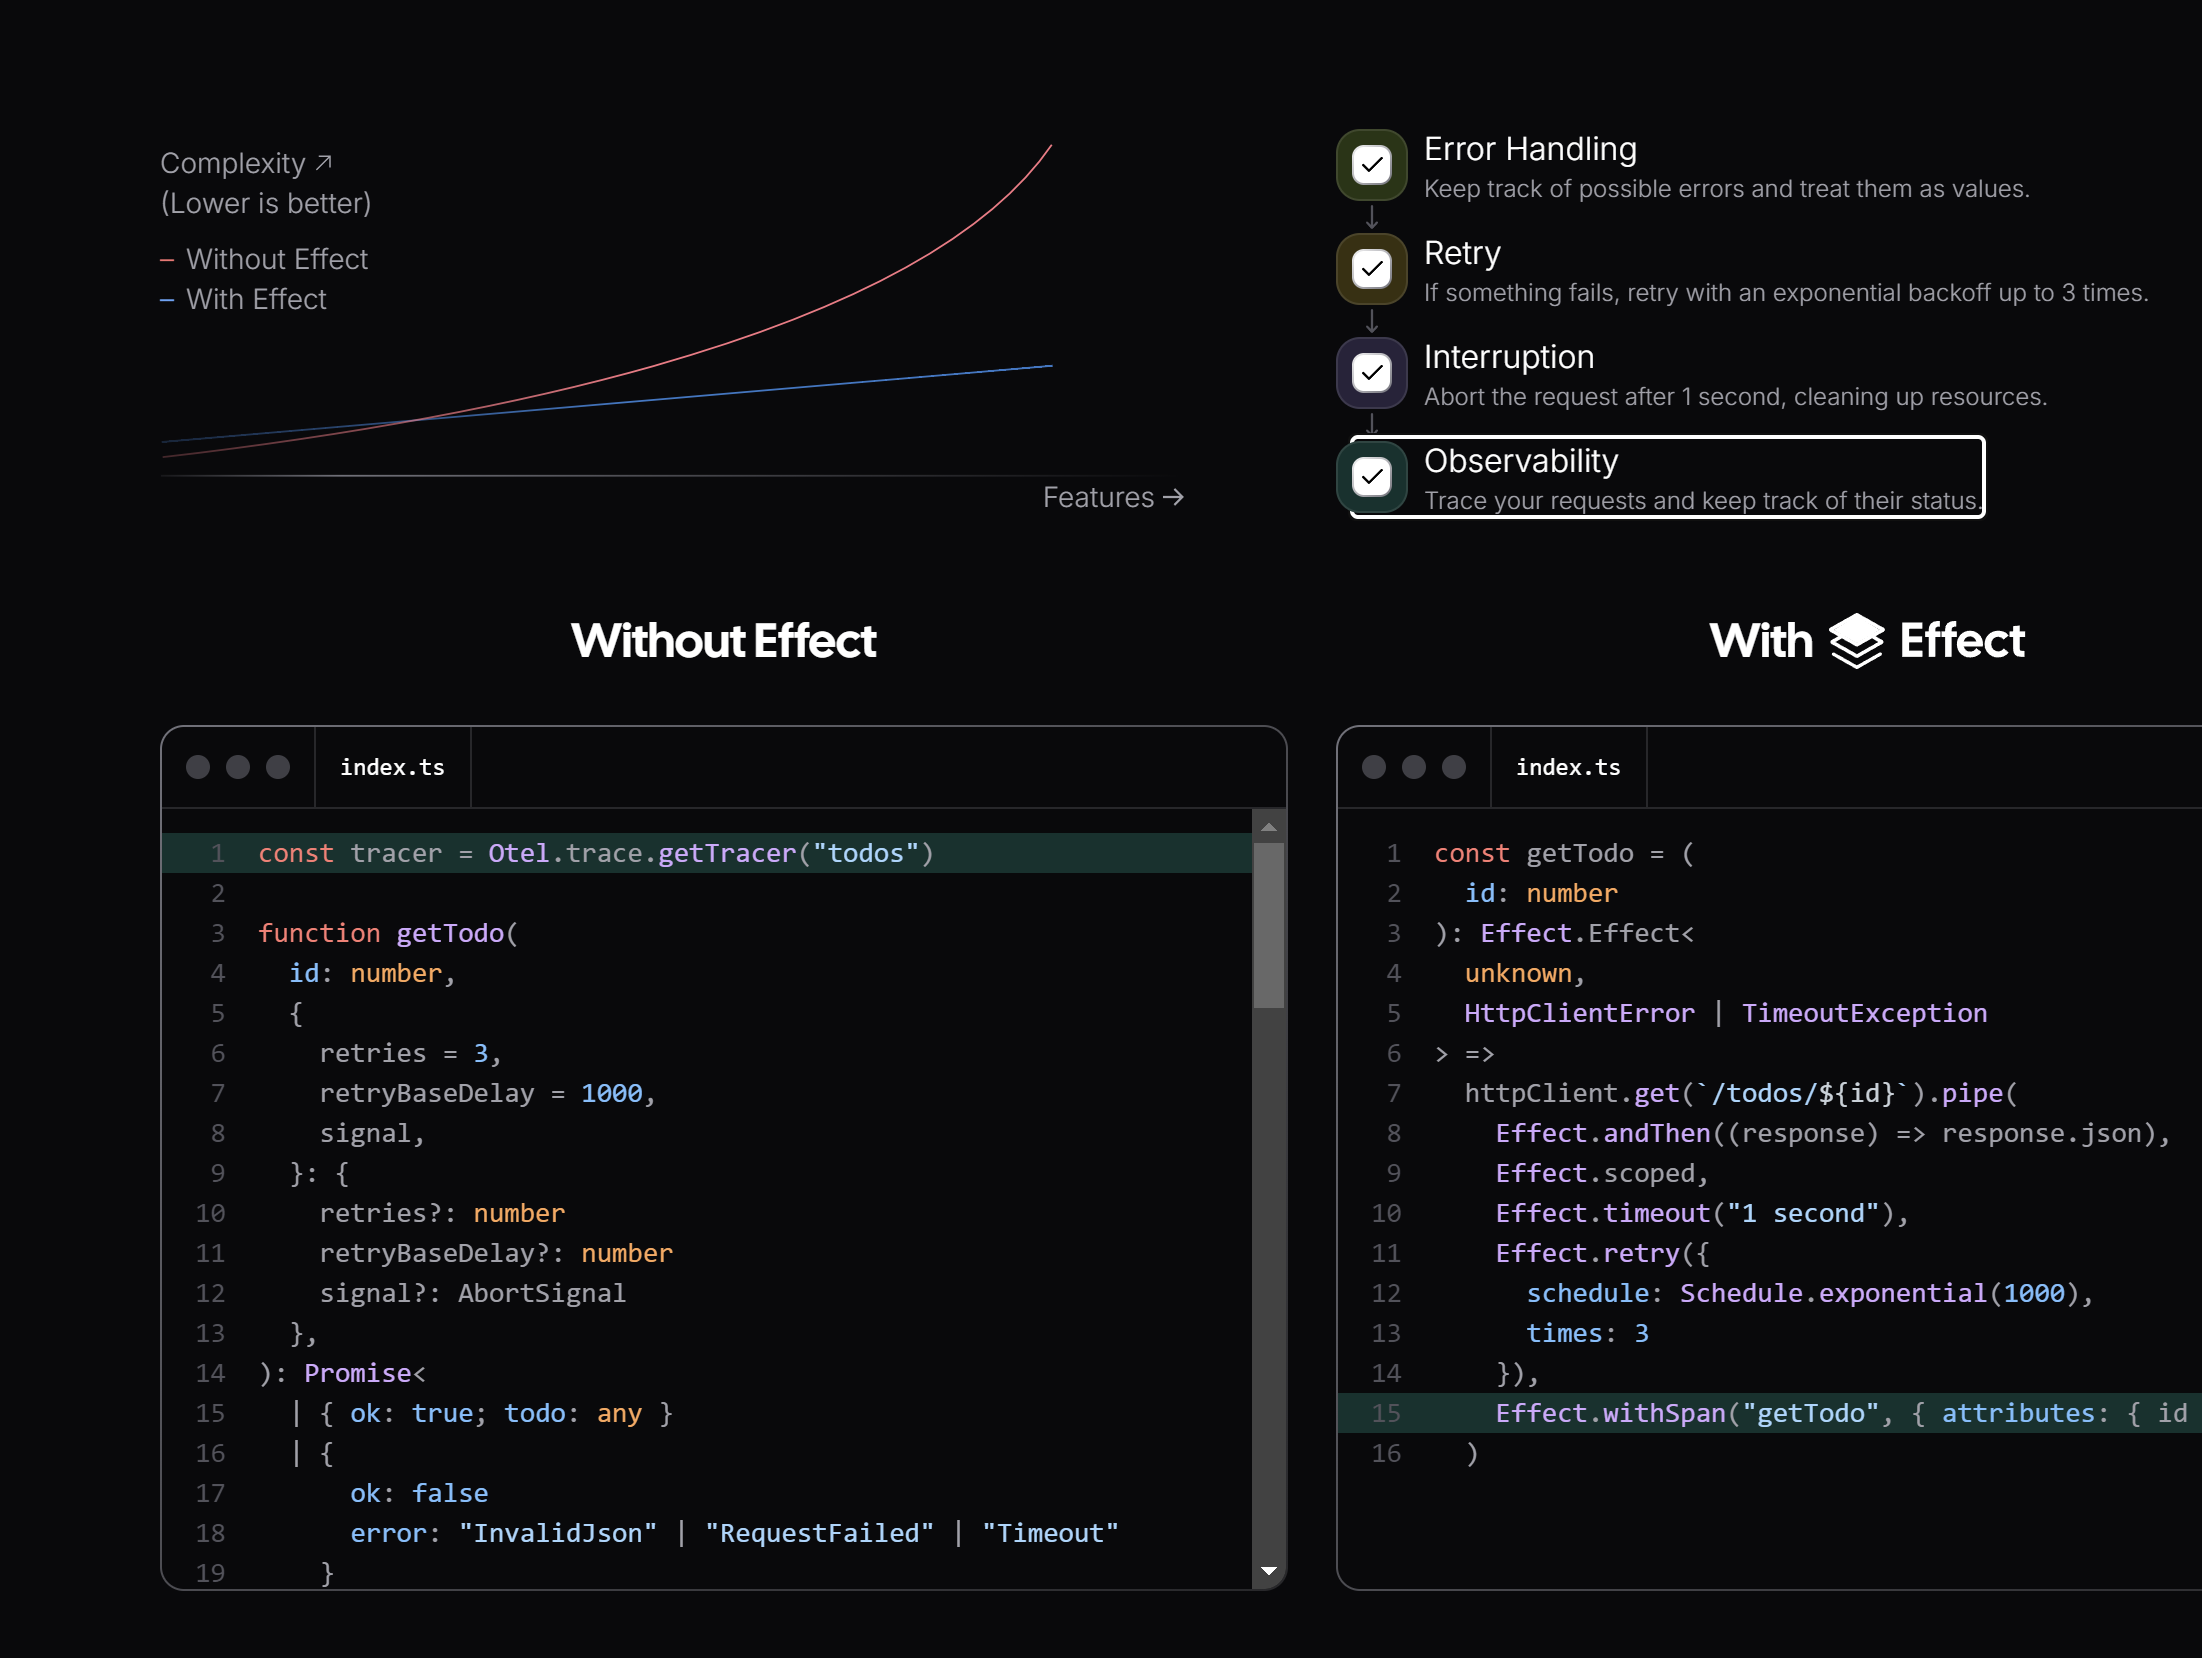 Complexity ↗
(Lower is better)
Without Effect
With Effect
Features →
Error Handling
Keep track of possible errors and treat them as values.
Retry
If something fails, retry with an exponential backoff up to 3 times.
Interruption
Abort the request after 1 second, cleaning up resources.
Observability
Trace your requests and keep track of their status.
Without Effect
index.ts
1 const tracer = Otel.trace.getTracer("todos")
2
3 function getTodo(
4   id: number,
5   {
6     retries = 3,
7     retryBaseDelay = 1000,
8     signal,
9   }: {
10     retries?: number
11     retryBaseDelay?: number
12     signal?: AbortSignal
13   },
14 ): Promise<
15   | { ok: true; todo: any }
16   | {
17       ok: false
18       error: "InvalidJson" | "RequestFailed" | "Timeout"
19     }
With Effect
index.ts
1 const getTodo = (
2   id: number
3 ): Effect.Effect<
4   unknown,
5   HttpClientError | TimeoutException
6 > =>
7   httpClient.get(`/todos/${id}`).pipe(
8     Effect.andThen((response) => response.json),
9     Effect.scoped,
10     Effect.timeout("1 second"),
11     Effect.retry({
12       schedule: Schedule.exponential(1000),
13       times: 3
14     }),
15     Effect.withSpan("getTodo", { attributes: { id
16   )